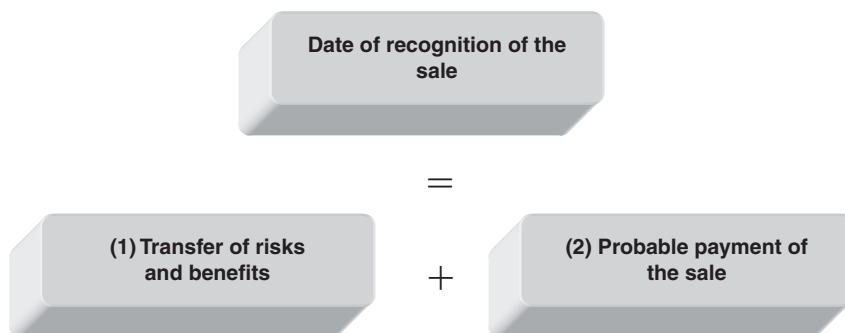 Date of recognition of the
sale
=
(1) Transfer of risks
and benefits
+
(2) Probable payment of
the sale